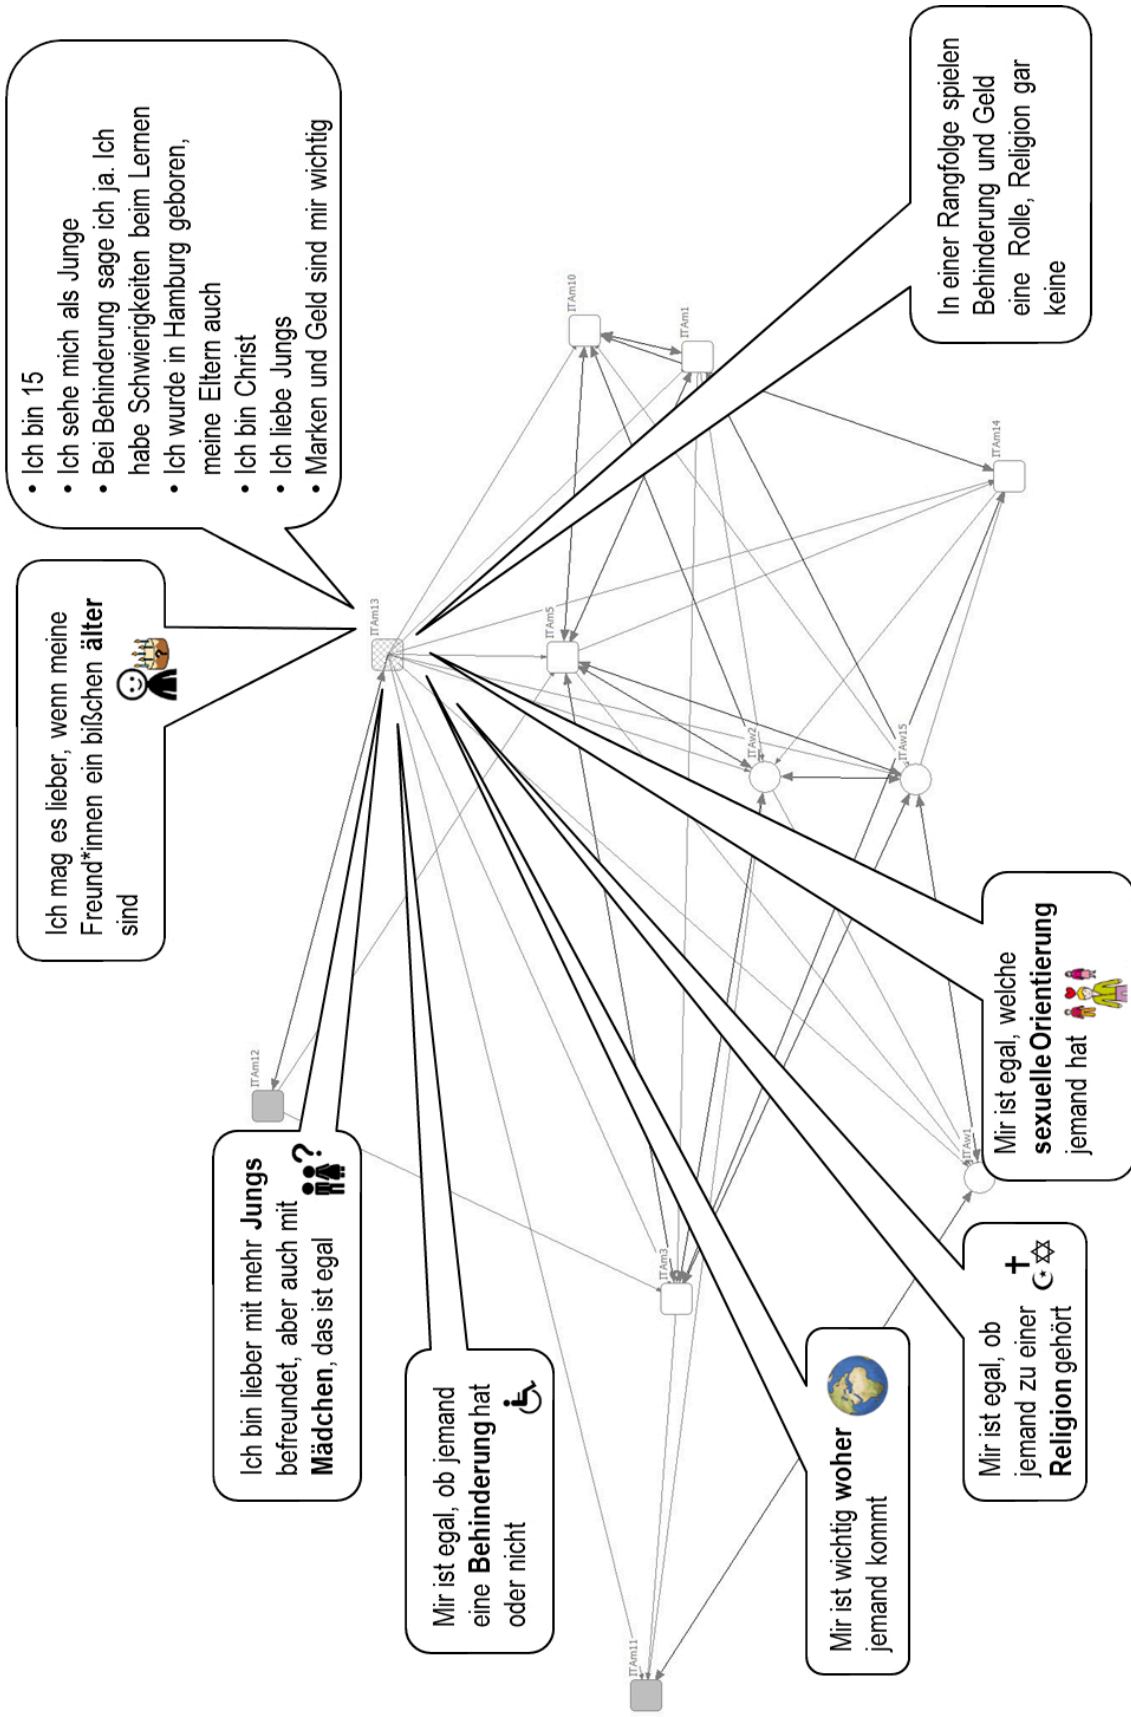 Ich mag es lieber, wenn meine
Freund*innen ein bißchen älter
sind
• Ich bin 15
• Ich sehe mich als Junge
• Bei Behinderung sage ich ja. Ich
habe Schwierigkeiten beim Lernen
• Ich wurde in Hamburg geboren,
meine Eltern auch
• Ich bin Christ
• Ich liebe Jungs
• Marken und Geld sind mir wichtig
Ich bin lieber mit mehr Jungs
befreundet, aber auch mit
Mädchen, das ist egal
?
ITAm12
ITAm13
Mir ist egal, ob jemand
eine Behinderung hat
oder nicht
ITAm5
ITAm10
ITAm11
ITAm3
ITAm1
ITAw2
Mir ist wichtig woher
jemand kommt
ITAw15
ITAm14
ITAw1
In einer Rangfolge spielen
Behinderung und Geld
eine Rolle, Religion gar
keine
Mir ist egal, ob
jemand zu einer
Religion gehört
Mir ist egal, welche
sexuelle Orientierung
jemand hat